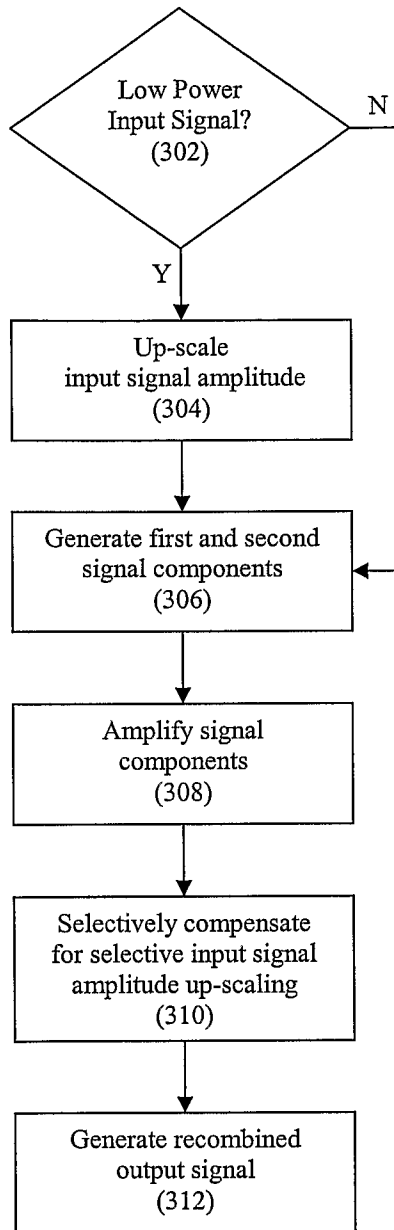 Low Power
Input Signal?
(302)
N
Y
Up-scale
input signal amplitude
(304)
Generate first and second
signal components
(306)
Amplify signal
components
(308)
Selectively compensate
for selective input signal
amplitude up-scaling
(310)
Generate recombined
output signal
(312)